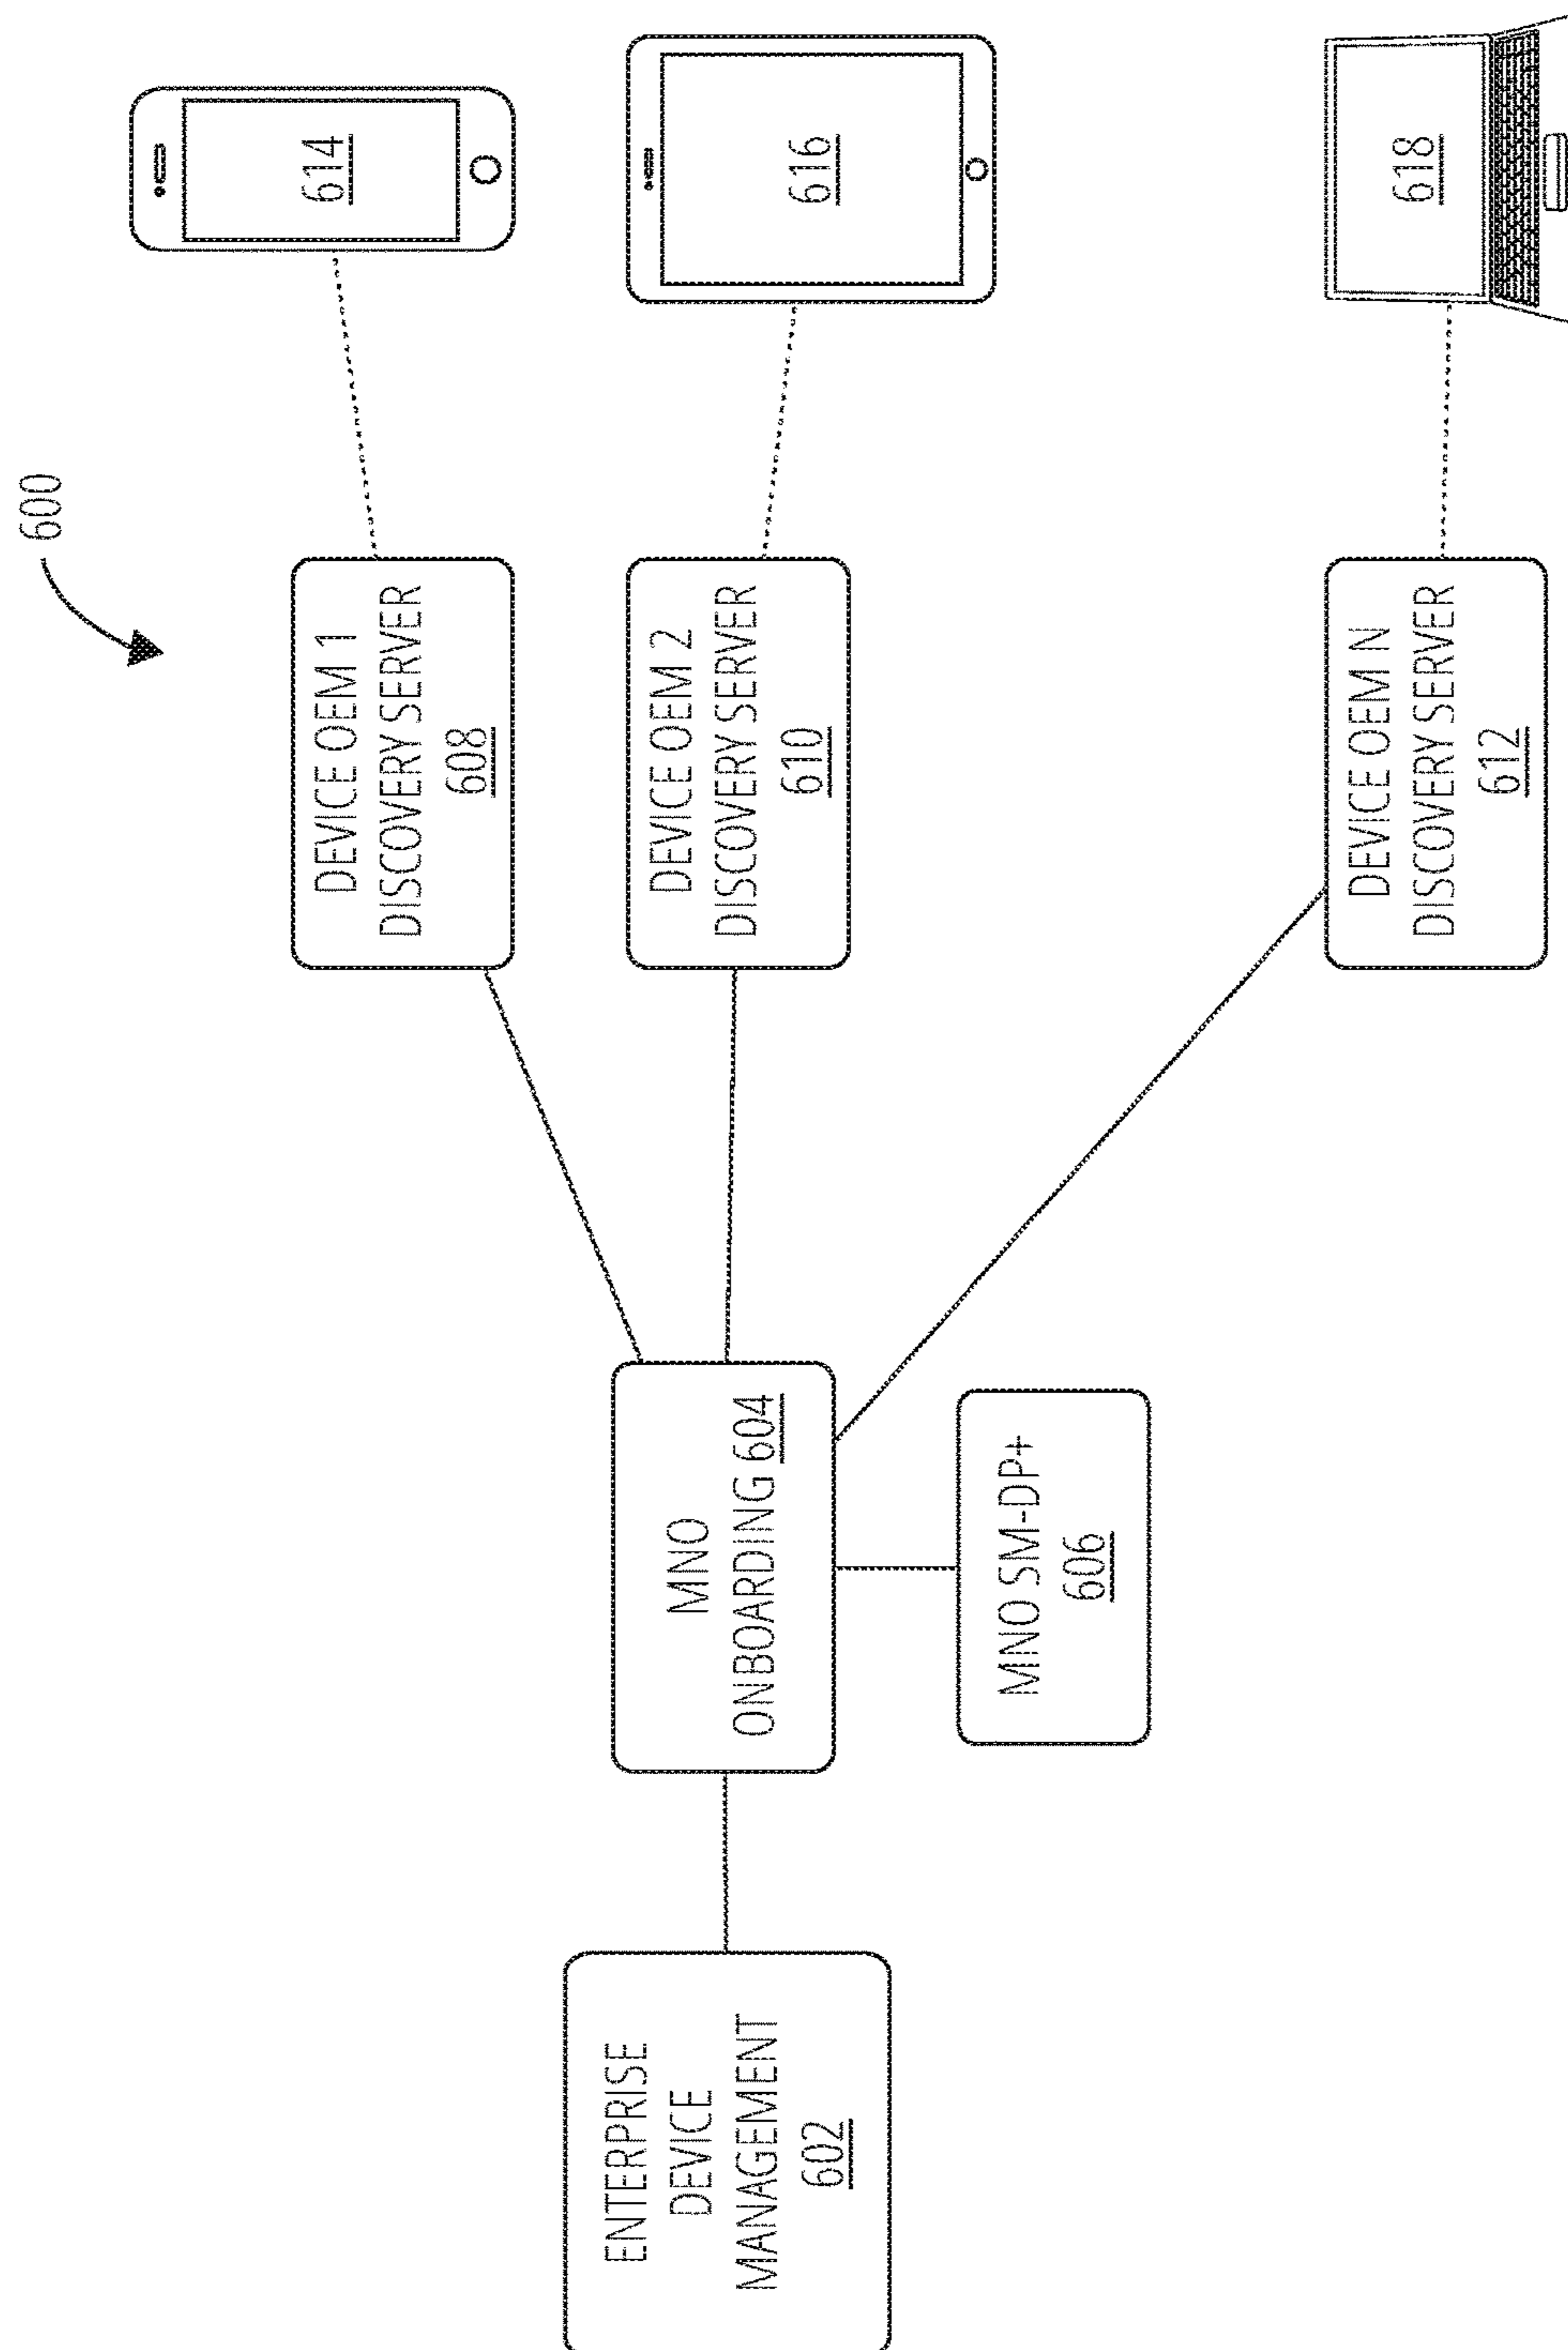 600
ENTERPRISE
DEVICE
MANAGEMENT
602
MNO
ONBOARDING 604
MNO SM-DP+
606
DEVICE OEM 1
DISCOVERY SERVER
608
DEVICE OEM 2
DISCOVERY SERVER
610
DEVICE OEM N
DISCOVERY SERVER
612
614
616
618